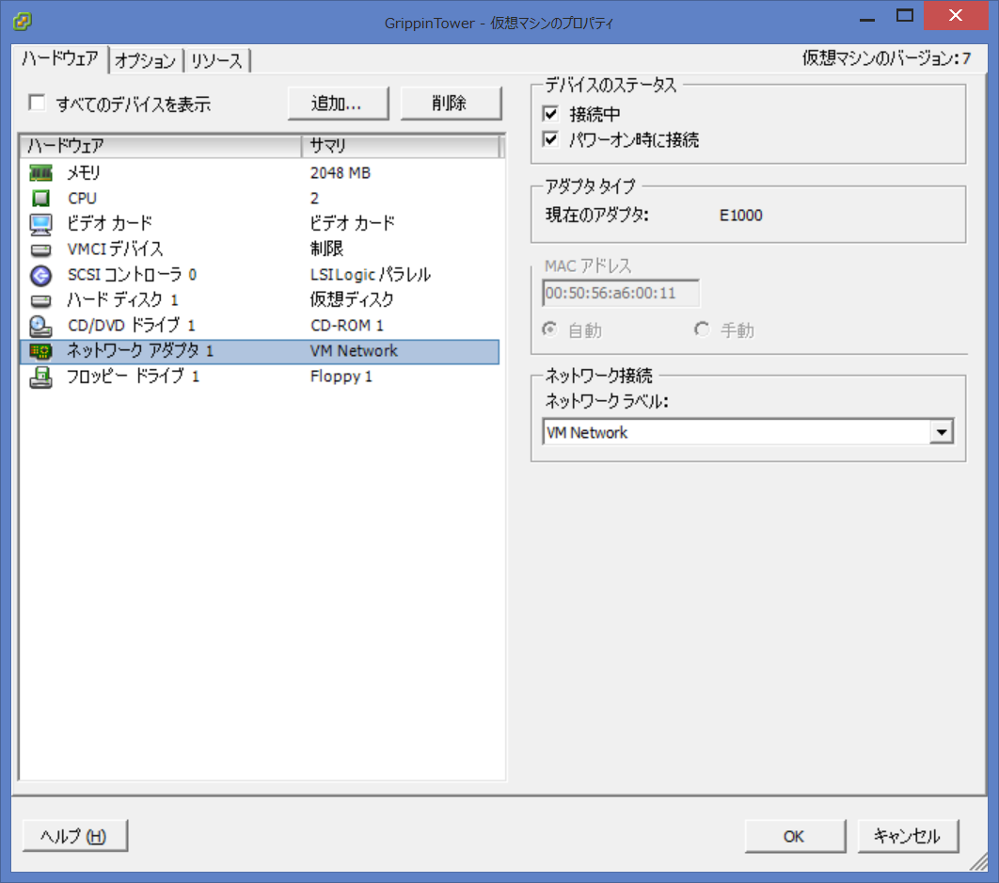 GrippinTower - 仮想マシンのプロパティ
ハードウェア オプション リソース 仮想マシンのバージョン: 7
すべてのデバイスを表示 追加... 削除
ハードウェア サマリ
メモリ 2048 MB
CPU 2
ビデオ カード ビデオ カード
VMCI デバイス 制限
SCSI コントローラ 0 LSI Logic パラレル
ハード ディスク 1 仮想ディスク
CD/DVD ドライブ 1 CD-ROM 1
ネットワーク アダプタ 1 VM Network
フロッピー ドライブ 1 Floppy 1
デバイスのステータス
接続中
パワーオン時に接続
アダプタ タイプ
現在のアダプタ: E1000
MAC アドレス
00:50:56:a6:00:11
自動 手動
ネットワーク接続
ネットワーク ラベル:
VM Network
ヘルプ (H) OK キャンセル